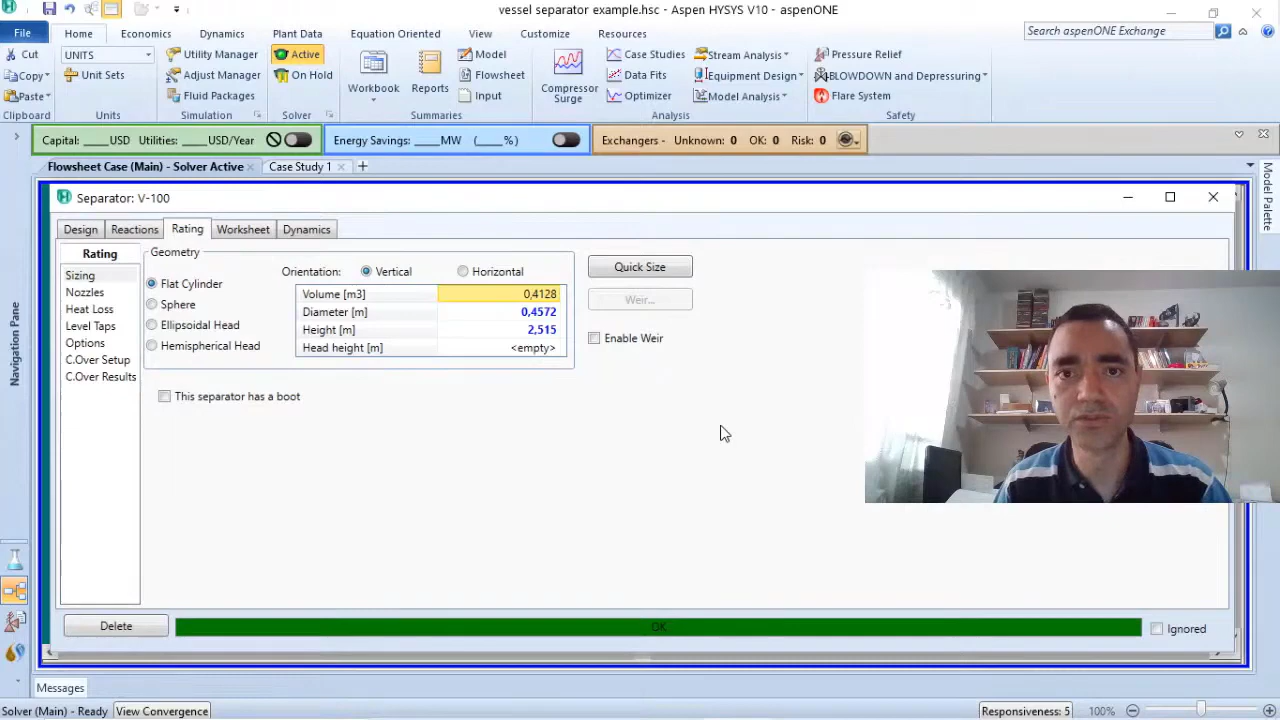 vessel separator example.hsc - Aspen HYSYS V10 - aspenONE
File Home Economics Dynamics Plant Data Equation Oriented View Customize Resources Search aspenONE Exchange
Cut UNITS Utility Manager Active Model Case Studies Stream Analysis Pressure Relief
Copy Unit Sets Adjust Manager On Hold Workbook Reports Flowsheet Compressor Surge Data Fits Equipment Design BLOWDOWN and Depressuring
Paste Fluid Packages Input Optimizer Model Analysis Flare System
Clipboard Units Simulation Solver Summaries Analysis Safety
Capital: ____USD Utilities: ____USD/Year Energy Savings: ____MW (____%) Exchangers - Unknown: 0 OK: 0 Risk: 0
Flowsheet Case (Main) - Solver Active Case Study 1 +
Model Palette
Navigation Pane
Separator: V-100
Design Reactions Rating Worksheet Dynamics
Rating
Sizing
Nozzles
Heat Loss
Level Taps
Options
C.Over Setup
C.Over Results
Geometry
Flat Cylinder
Sphere
Ellipsoidal Head
Hemispherical Head
Orientation: Vertical Horizontal
Volume [m3] 0,4128
Diameter [m] 0,4572
Height [m] 2,515
Head height [m] <empty>
Quick Size
Weir...
Enable Weir
This separator has a boot
Delete OK Ignored
Messages
Solver (Main) - Ready View Convergence Responsiveness: 5 100%